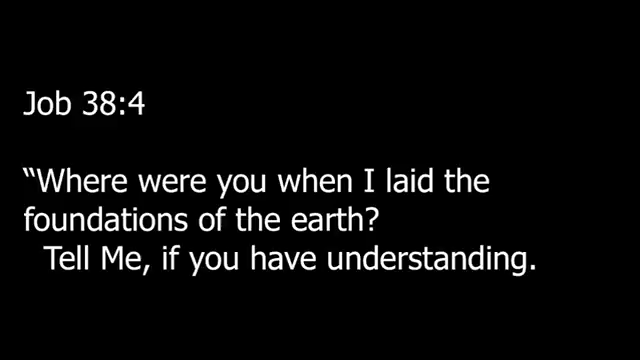 Job 38:4
“Where were you when I laid the
foundations of the earth?
Tell Me, if you have understanding.